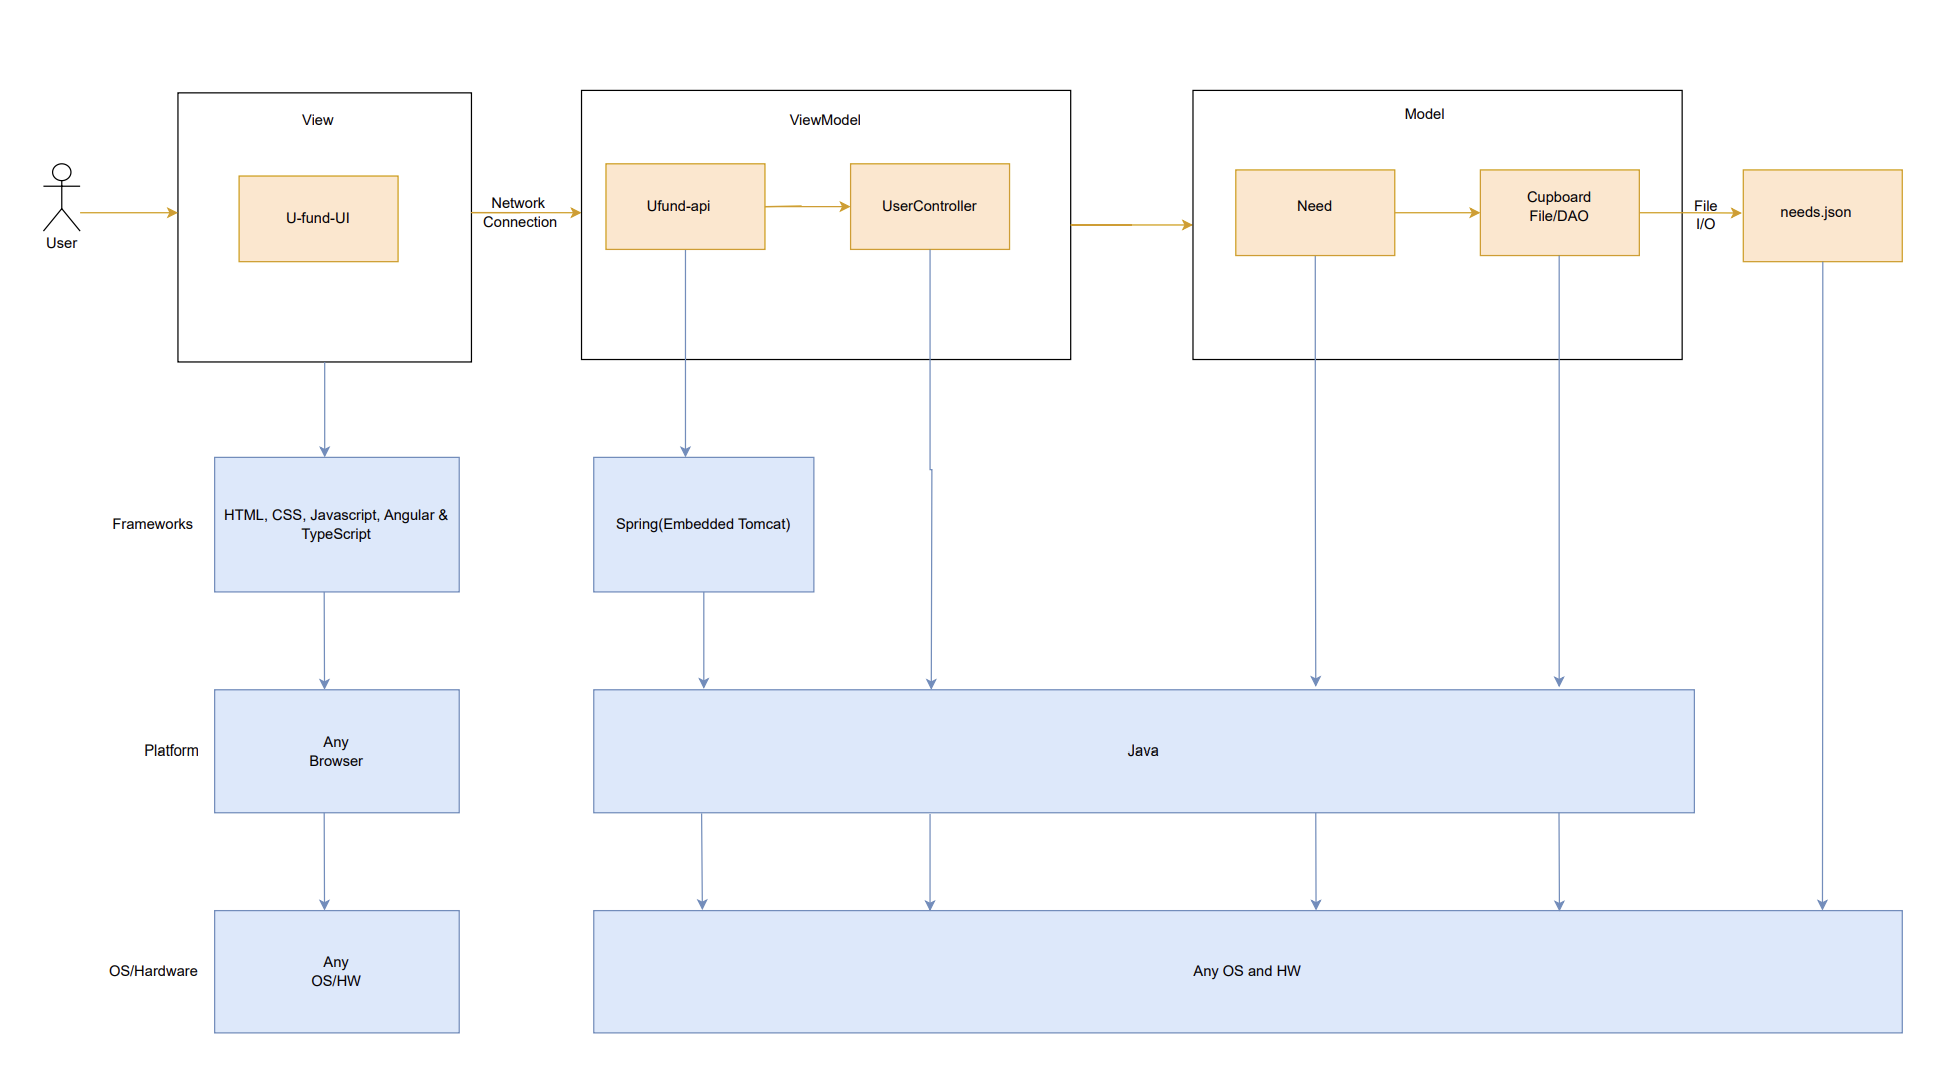 View
ViewModel
Model
User
U-fund-UI
Network
Connection
Ufund-api
UserController
Need
Cupboard
File/DAO
File
I/O
needs.json
Frameworks
HTML, CSS, Javascript, Angular &
TypeScript
Spring(Embedded Tomcat)
Platform
Any
Browser
Java
OS/Hardware
Any
OS/HW
Any OS and HW